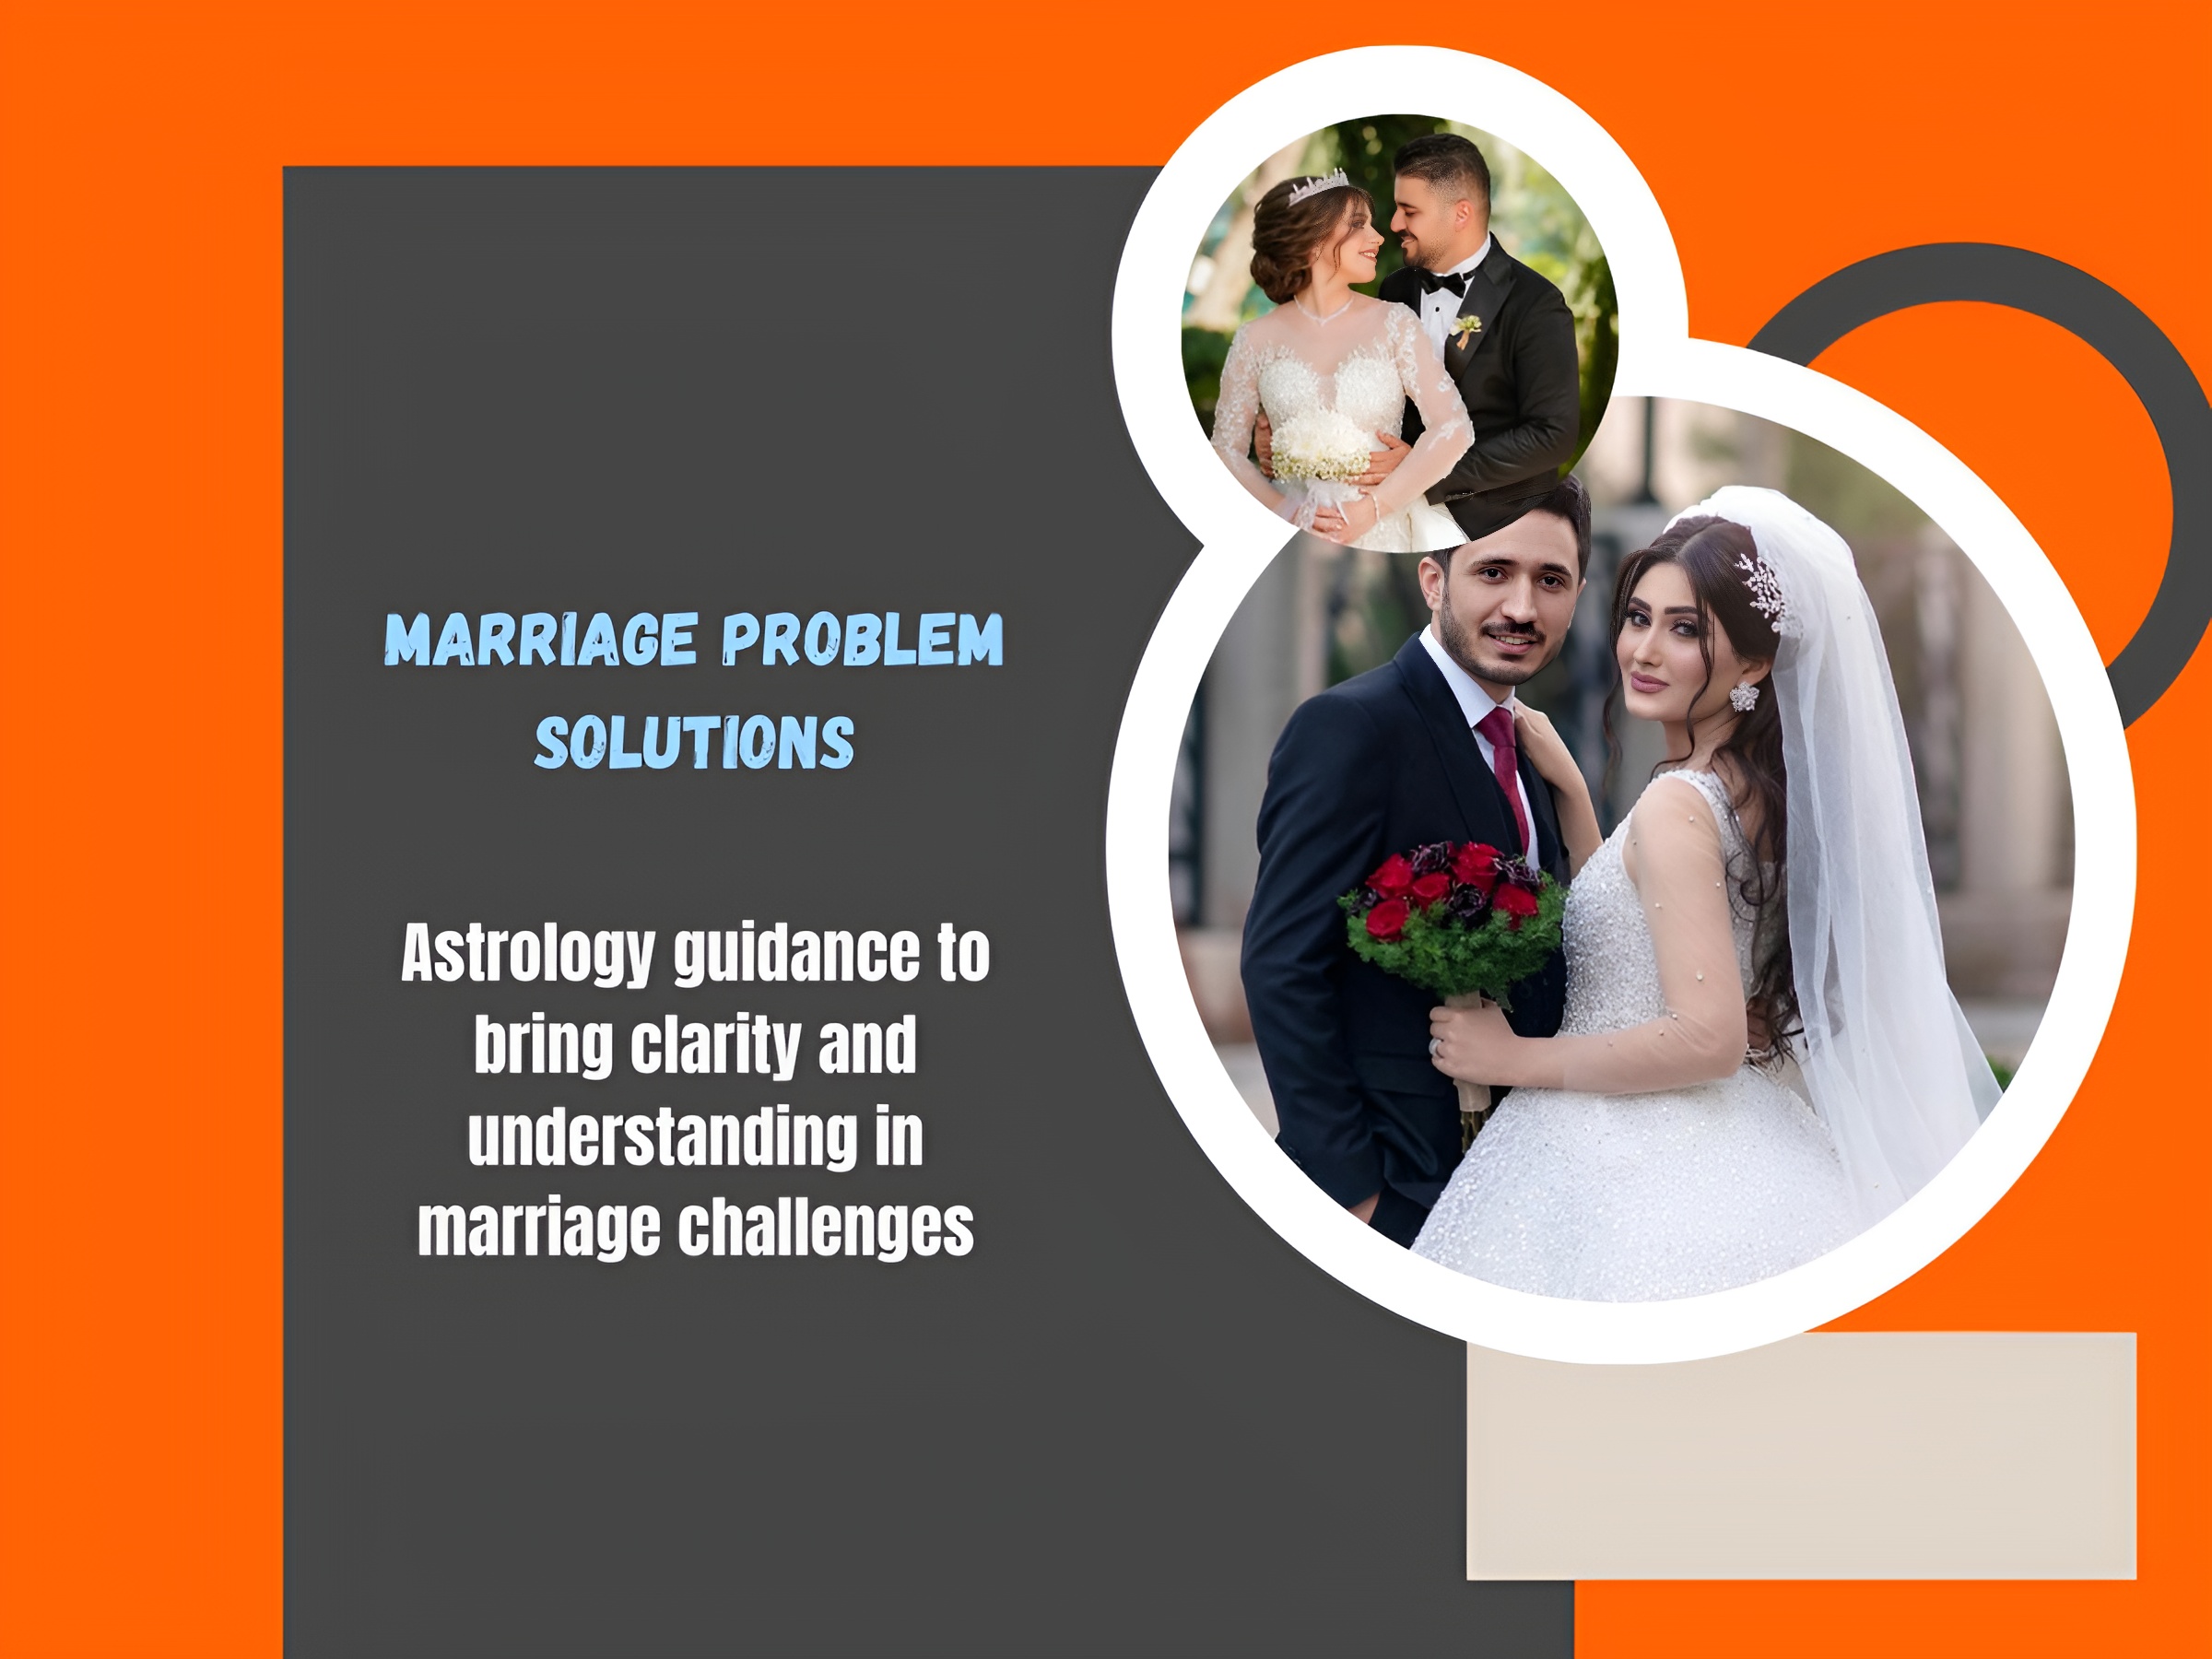 MARRIAGE PROBLEM
SOLUTIONS
Astrology guidance to
bring clarity and
understanding in
marriage challenges